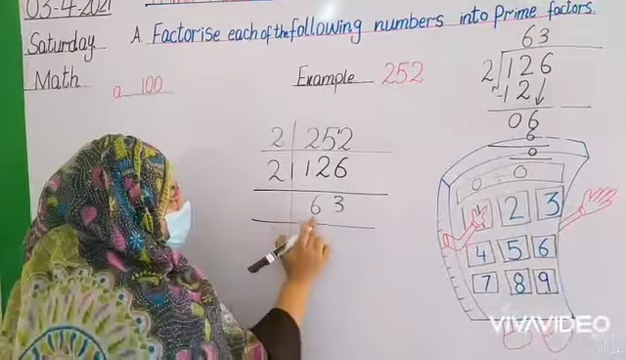 03-4-2021
Saturday
Math
A. Factorise each of the following numbers into Prime factors.
a 100
Example 252
2 252
2 126
63
63
2 126
-12
06
6
0
0 0
2 3
4 5 6
7 8 9
VIVAVIDEO